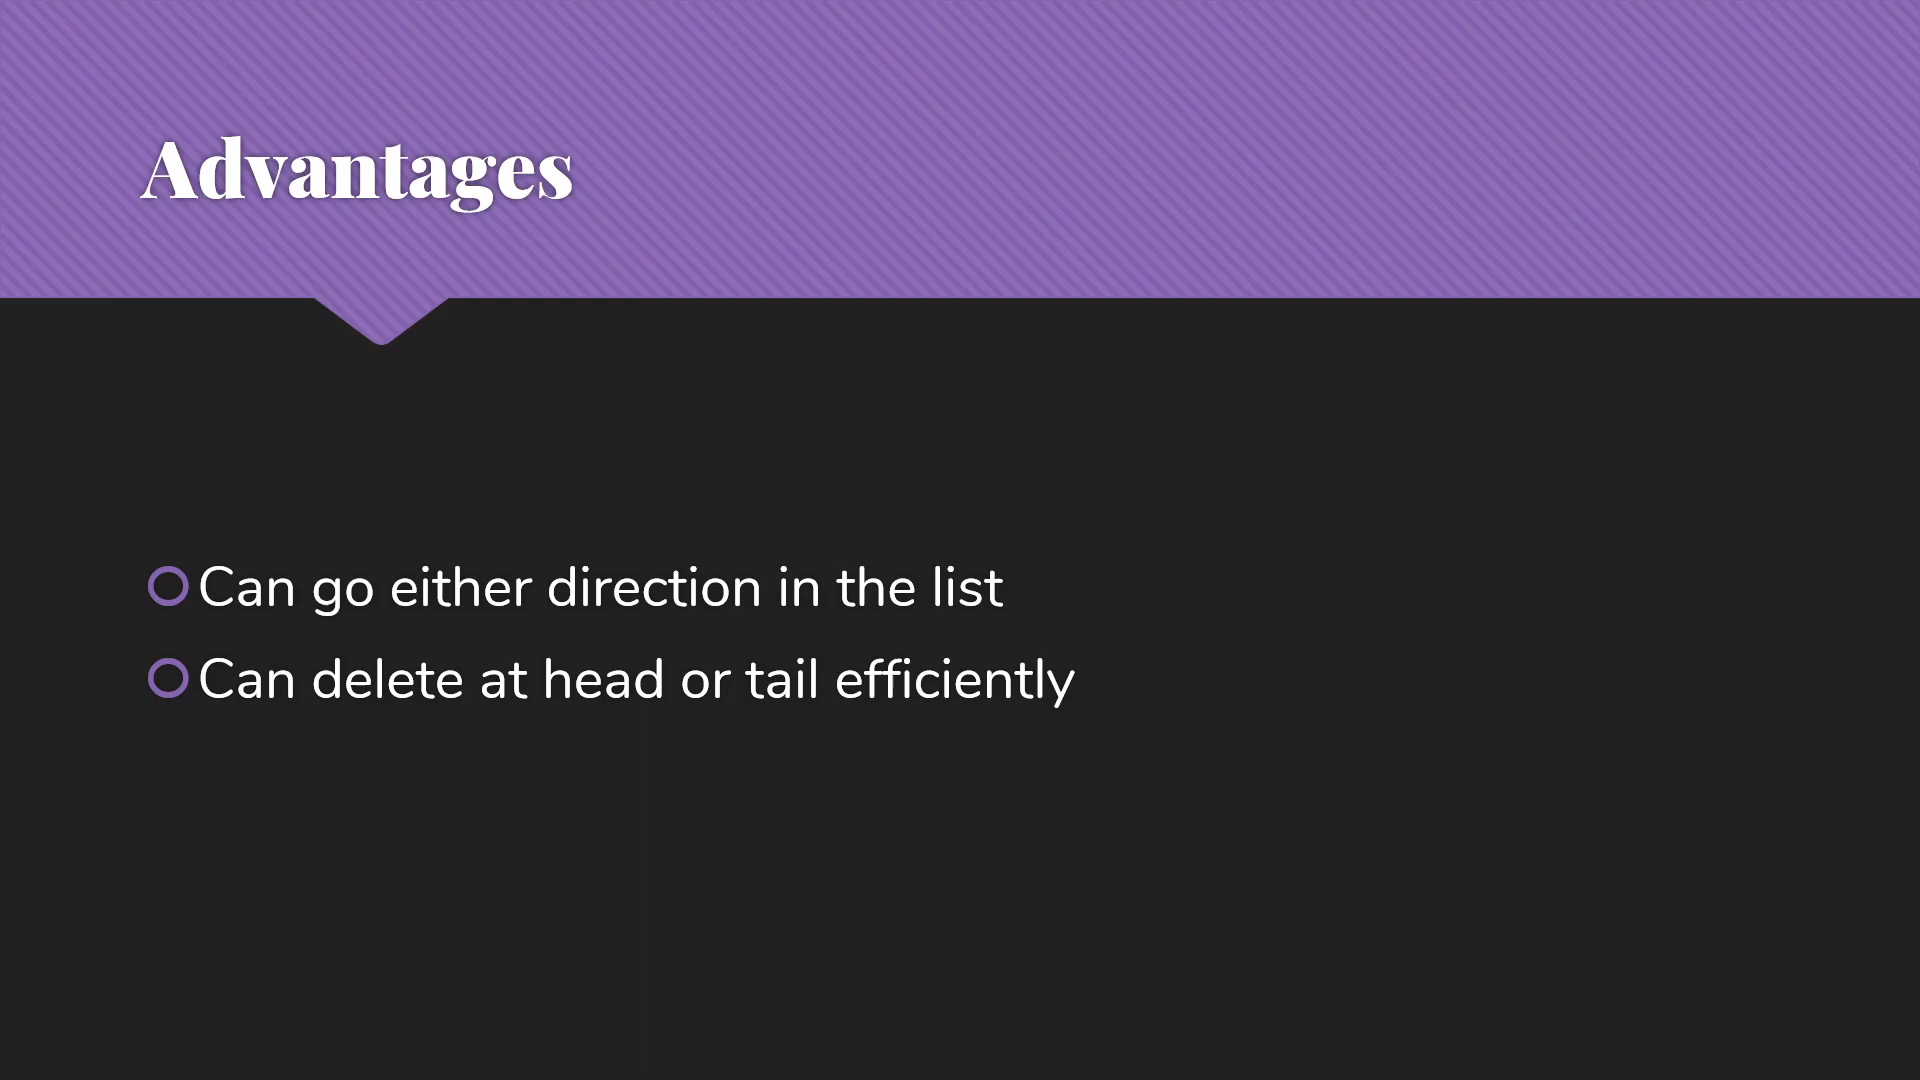 Advantages
Can go either direction in the list
Can delete at head or tail efficiently